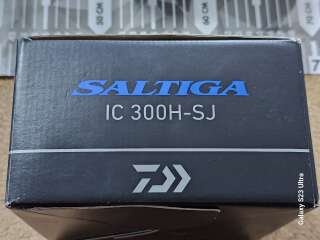 SALTIGA
IC 300H-SJ
Galaxy S23 Ultra